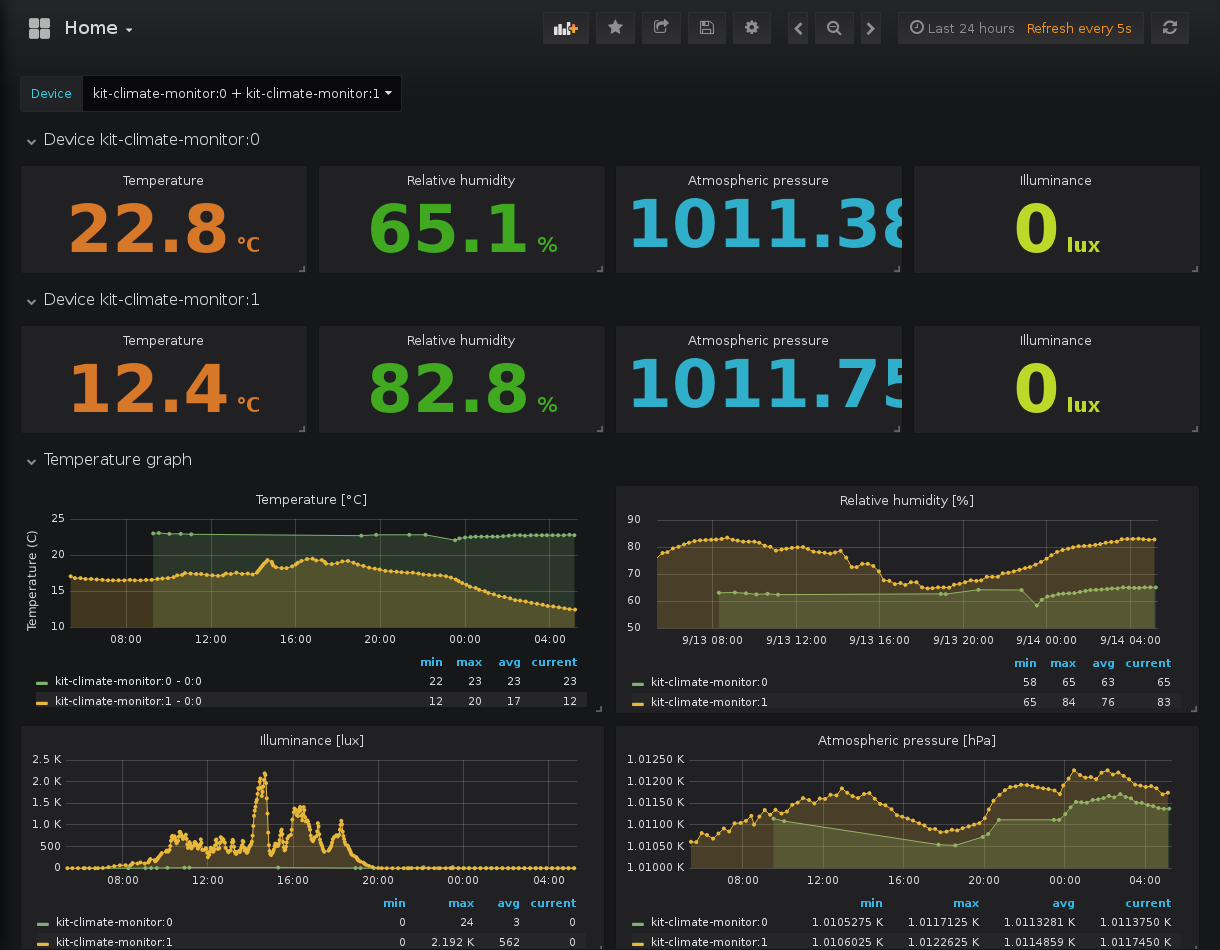 Home
Last 24 hours Refresh every 5s
Device kit-climate-monitor:0 + kit-climate-monitor:1
Device kit-climate-monitor:0
Temperature Relative humidity Atmospheric pressure Illuminance
22.8 °C 65.1 % 1011.38 0 lux
Device kit-climate-monitor:1
Temperature Relative humidity Atmospheric pressure Illuminance
12.4 °C 82.8 % 1011.75 0 lux
Temperature graph
Temperature [°C]
Temperature (C)
25
20
15
10
08:00 12:00 16:00 20:00 00:00 04:00
min max avg current
kit-climate-monitor:0 - 0:0 22 23 23 23
kit-climate-monitor:1 - 0:0 12 20 17 12
Relative humidity [%]
90
80
70
60
50
9/13 08:00 9/13 12:00 9/13 16:00 9/13 20:00 9/14 00:00 9/14 04:00
min max avg current
kit-climate-monitor:0 58 65 63 65
kit-climate-monitor:1 65 84 76 83
Illuminance [lux]
2.5 K
2.0 K
1.5 K
1.0 K
500
0
08:00 12:00 16:00 20:00 00:00 04:00
min max avg current
kit-climate-monitor:0 0 24 3 0
kit-climate-monitor:1 0 2.192 K 562 0
Atmospheric pressure [hPa]
1.01250 K
1.01200 K
1.01150 K
1.01100 K
1.01050 K
1.01000 K
08:00 12:00 16:00 20:00 00:00 04:00
min max avg current
kit-climate-monitor:0 1.0105275 K 1.0117125 K 1.0113281 K 1.0113750 K
kit-climate-monitor:1 1.0106025 K 1.0122625 K 1.0114859 K 1.0117450 K